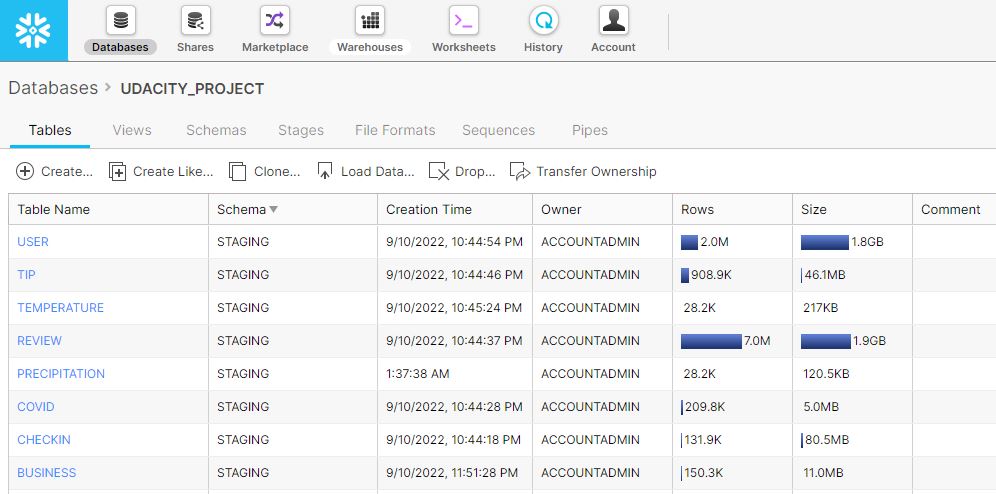 Databases Shares Marketplace Warehouses Worksheets History Account
Databases > UDACITY_PROJECT
Tables Views Schemas Stages File Formats Sequences Pipes
Create... Create Like... Clone... Load Data... Drop... Transfer Ownership
Table Name Schema Creation Time Owner Rows Size Comment
USER STAGING 9/10/2022, 10:44:54 PM ACCOUNTADMIN 2.0M 1.8GB
TIP STAGING 9/10/2022, 10:44:46 PM ACCOUNTADMIN 908.9K 46.1MB
TEMPERATURE STAGING 9/10/2022, 10:45:24 PM ACCOUNTADMIN 28.2K 217KB
REVIEW STAGING 9/10/2022, 10:44:37 PM ACCOUNTADMIN 7.0M 1.9GB
PRECIPITATION STAGING 1:37:38 AM ACCOUNTADMIN 28.2K 120.5KB
COVID STAGING 9/10/2022, 10:44:28 PM ACCOUNTADMIN 209.8K 5.0MB
CHECKIN STAGING 9/10/2022, 10:44:18 PM ACCOUNTADMIN 131.9K 80.5MB
BUSINESS STAGING 9/10/2022, 11:51:28 PM ACCOUNTADMIN 150.3K 11.0MB